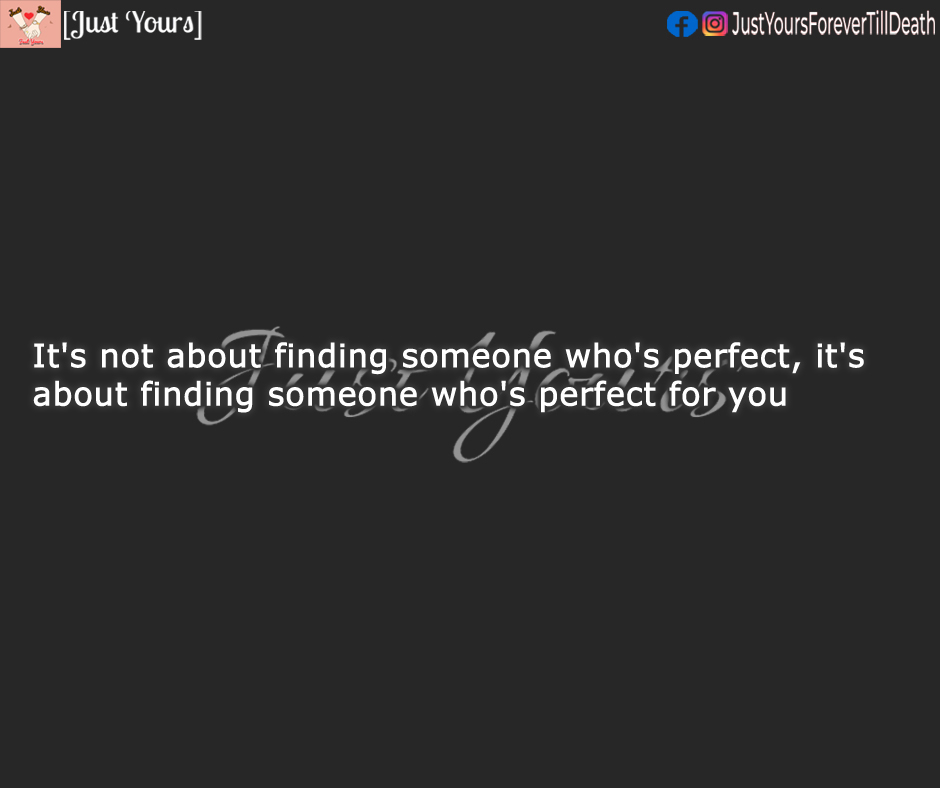 [Just Yours]
JustYoursForeverTillDeath
Just Yours
It's not about finding someone who's perfect, it's
about finding someone who's perfect for you
Just Yours